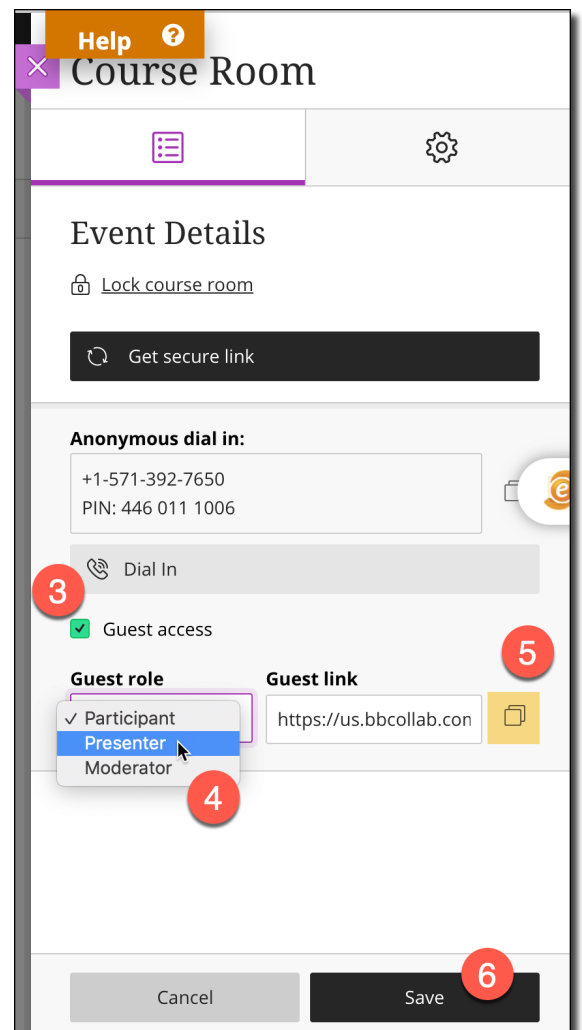 Help ?
Course Room
Event Details
Lock course room
Get secure link
Anonymous dial in:
+1-571-392-7650
PIN: 446 011 1006
e
Dial In
3
Guest access
5
Guest role Guest link
✓ Participant
https://us.bbcollab.con
Presenter
Moderator
4
6
Cancel Save